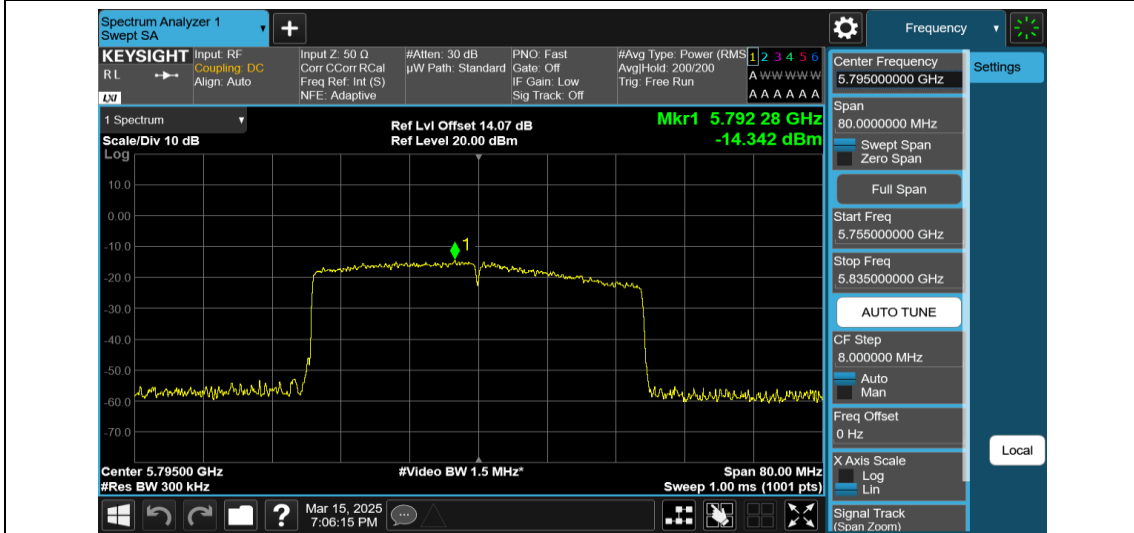 Spectrum Analyzer 1
Swept SA
Frequency
KEYSIGHT
RL
LXI
Input: RF
Coupling: DC
Align: Auto
Input Z: 50 Ω
Corr CCorr RCal
Freq Ref: Int (S)
NFE: Adaptive
#Atten: 30 dB
µW Path: Standard
PNO: Fast
Gate: Off
IF Gain: Low
Sig Track: Off
#Avg Type: Power (RMS
Avg|Hold: 200/200
Trig: Free Run
1 2 3 4 5 6
A W W W W W
A A A A A A
1 Spectrum
Scale/Div 10 dB
Log
Ref Lvl Offset 14.07 dB
Ref Level 20.00 dBm
Mkr1 5.792 28 GHz
-14.342 dBm
10.0
0.00
-10.0
-20.0
-30.0
-40.0
-50.0
-60.0
-70.0
1
Center 5.79500 GHz
#Res BW 300 kHz
#Video BW 1.5 MHz*
Span 80.00 MHz
Sweep 1.00 ms (1001 pts)
Mar 15, 2025
7:06:15 PM
Center Frequency
5.795000000 GHz
Span
80.0000000 MHz
Swept Span
Zero Span
Full Span
Start Freq
5.755000000 GHz
Stop Freq
5.835000000 GHz
AUTO TUNE
CF Step
8.000000 MHz
Auto
Man
Freq Offset
0 Hz
X Axis Scale
Log
Lin
Signal Track
(Span Zoom)
Settings
Local